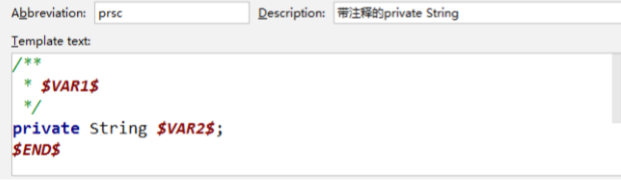 Abbreviation: prsc Description: 带注释的private String
Template text:
/**
* $VAR1$
*/
private String $VAR2$;
$END$